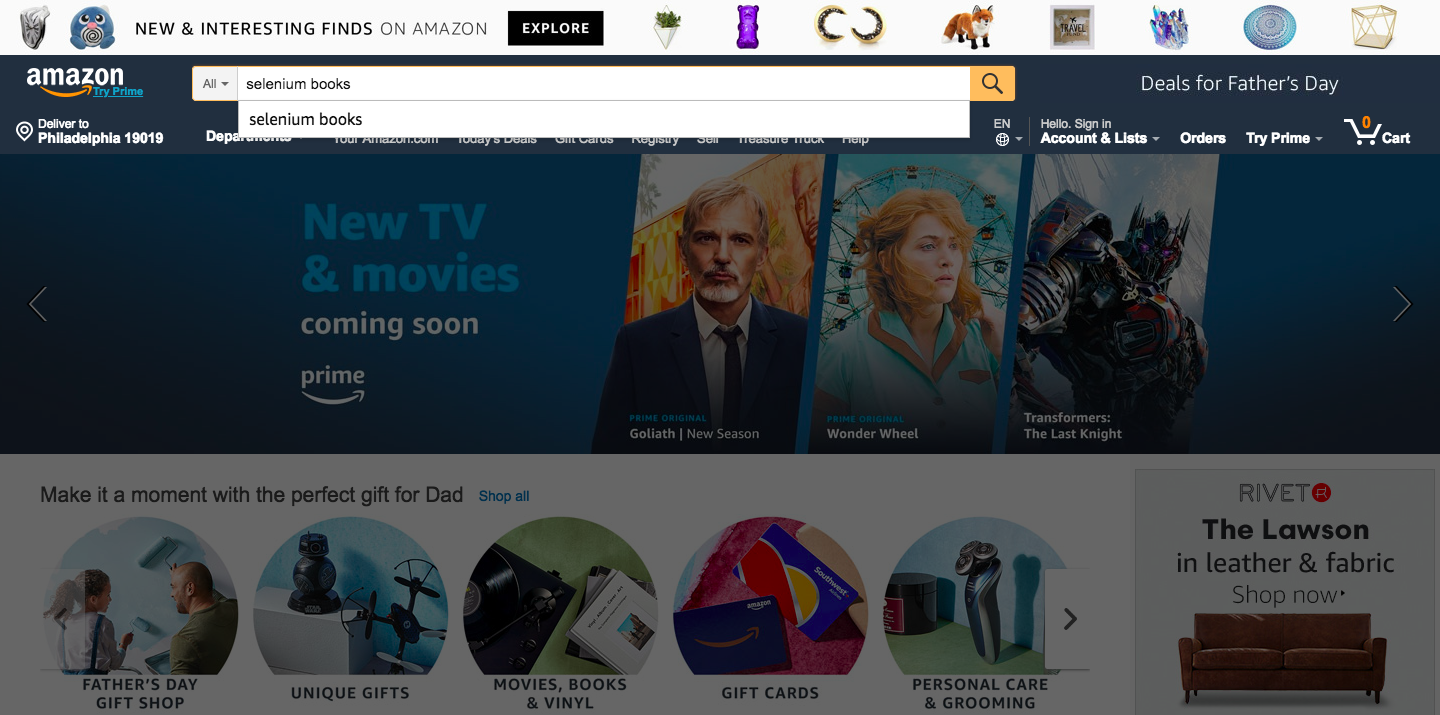 NEW & INTERESTING FINDS ON AMAZON EXPLORE
TRAVEL
amazon
Try Prime
All
selenium books
Deals for Father's Day
selenium books
Deliver to
Philadelphia 19019
Departments
Your Amazon.com Today's Deals Gift Cards Registry Sell Treasure Truck Help
EN
Hello. Sign in
Account & Lists
Orders
Try Prime
0
Cart
New TV
& movies
coming soon
prime
PRIME ORIGINAL
Goliath | New Season
PRIME ORIGINAL
Wonder Wheel
Transformers:
The Last Knight
Make it a moment with the perfect gift for Dad Shop all
RIVET
The Lawson
in leather & fabric
Shop now
STAR
WARS
amazon
Southwest
FATHER'S DAY
GIFT SHOP
UNIQUE GIFTS
MOVIES, BOOKS
& VINYL
GIFT CARDS
PERSONAL CARE
& GROOMING